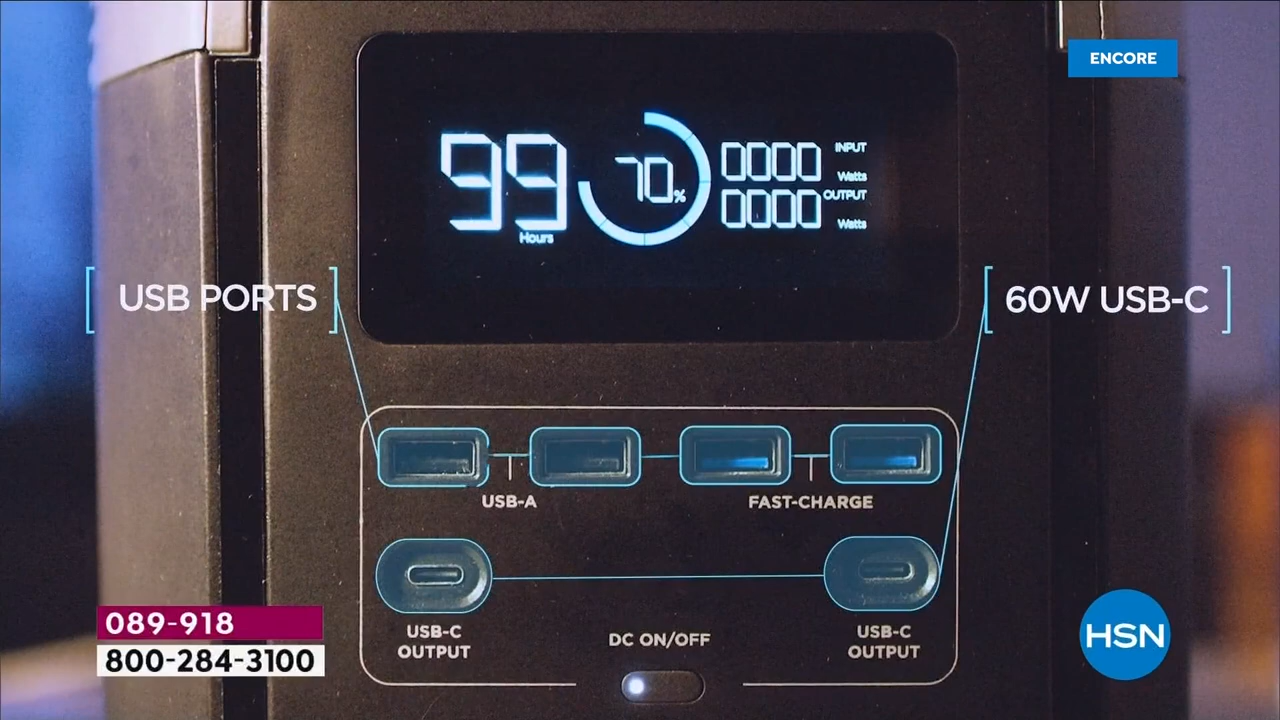 ENCORE
99
Hours
70%
0000
INPUT
Watts
0000
OUTPUT
Watts
USB PORTS
60W USB-C
USB-A
FAST-CHARGE
USB-C
OUTPUT
DC ON/OFF
USB-C
OUTPUT
089-918
800-284-3100
HSN